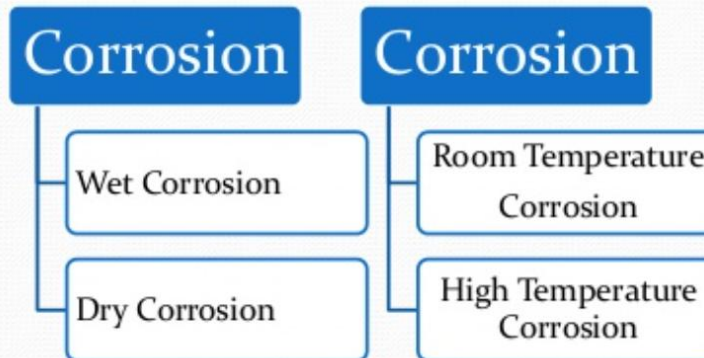 Corrosion
Wet Corrosion
Dry Corrosion
Corrosion
Room Temperature
Corrosion
High Temperature
Corrosion